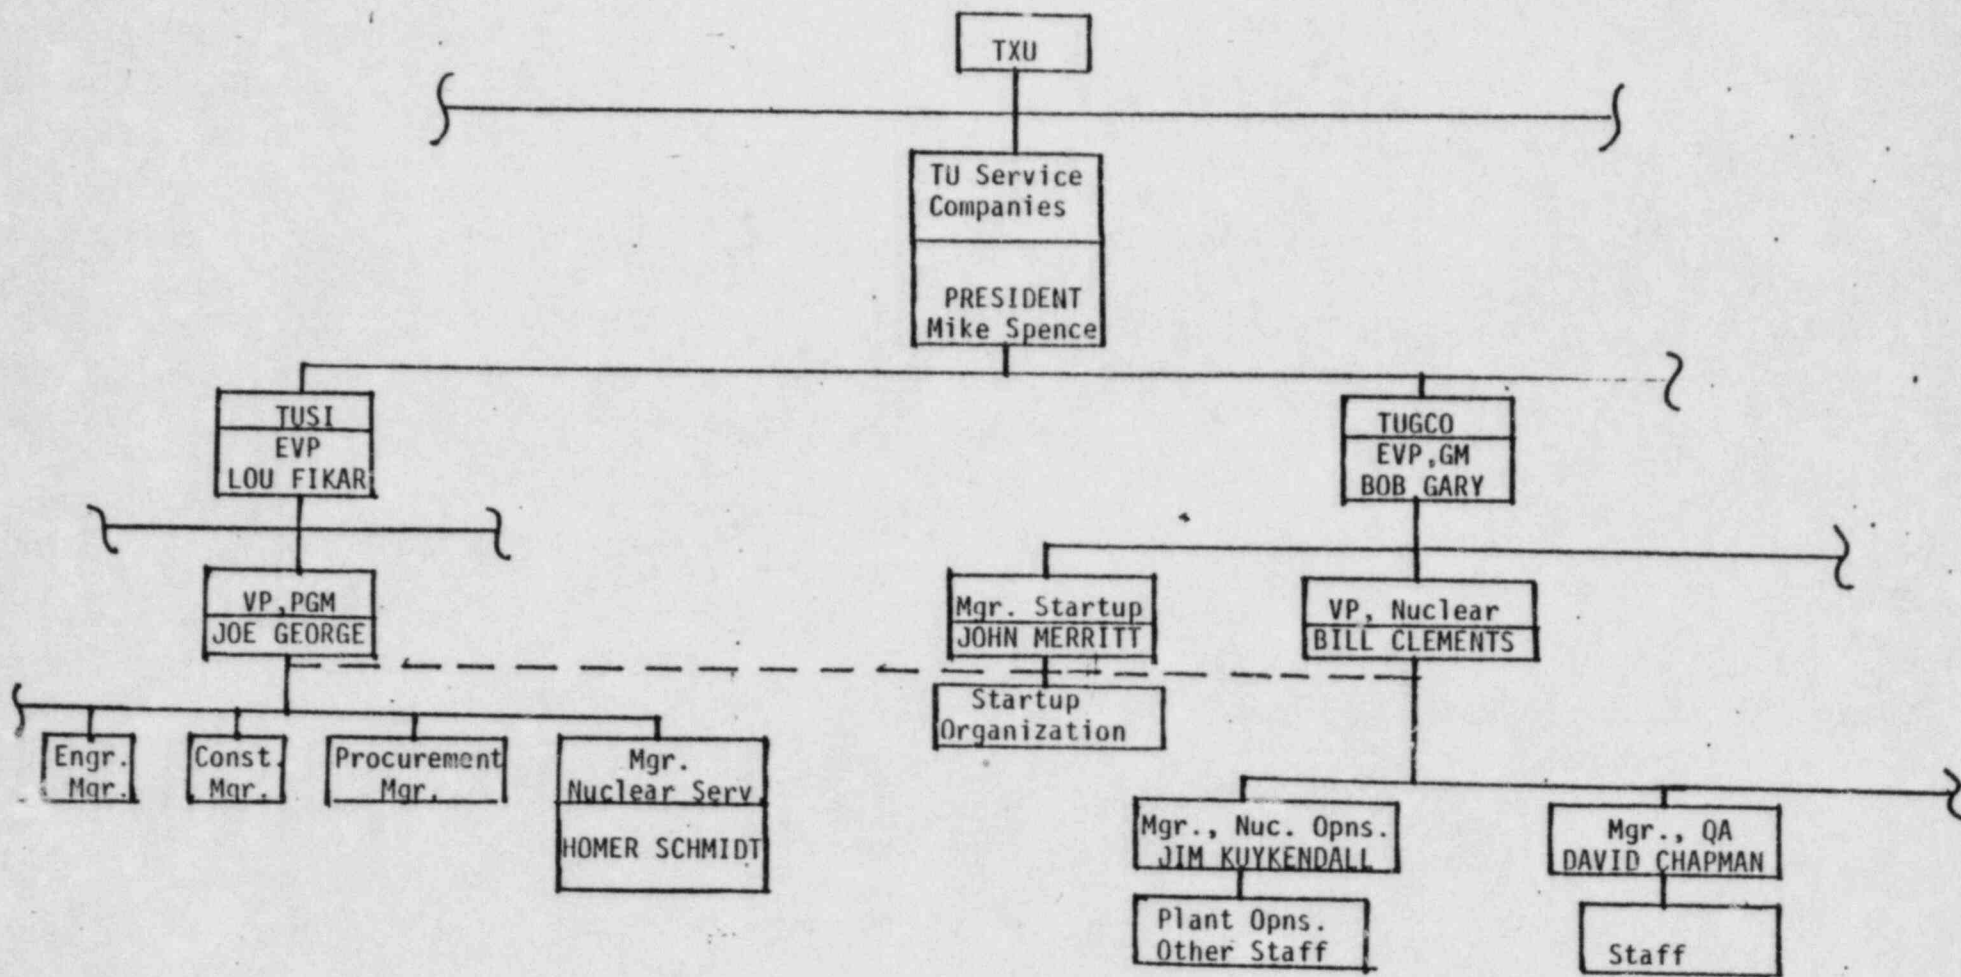 TXU
TU Service
Companies
PRESIDENT
Mike Spence
TUSI
EVP
LOU FIKAR
TUGCO
EVP,GM
BOB GARY
VP,PGM
JOE GEORGE
Mgr. Startup
JOHN MERRITT
VP, Nuclear
BILL CLEMENTS
Startup
Organization
Engr.
Mgr.
Const.
Mgr.
Procurement
Mgr.
Mgr.
Nuclear Serv
HOMER SCHMIDT
Mgr., Nuc. Opns.
JIM KUYKENDALL
Mgr., QA
DAVID CHAPMAN
Plant Opns.
Other Staff
Staff